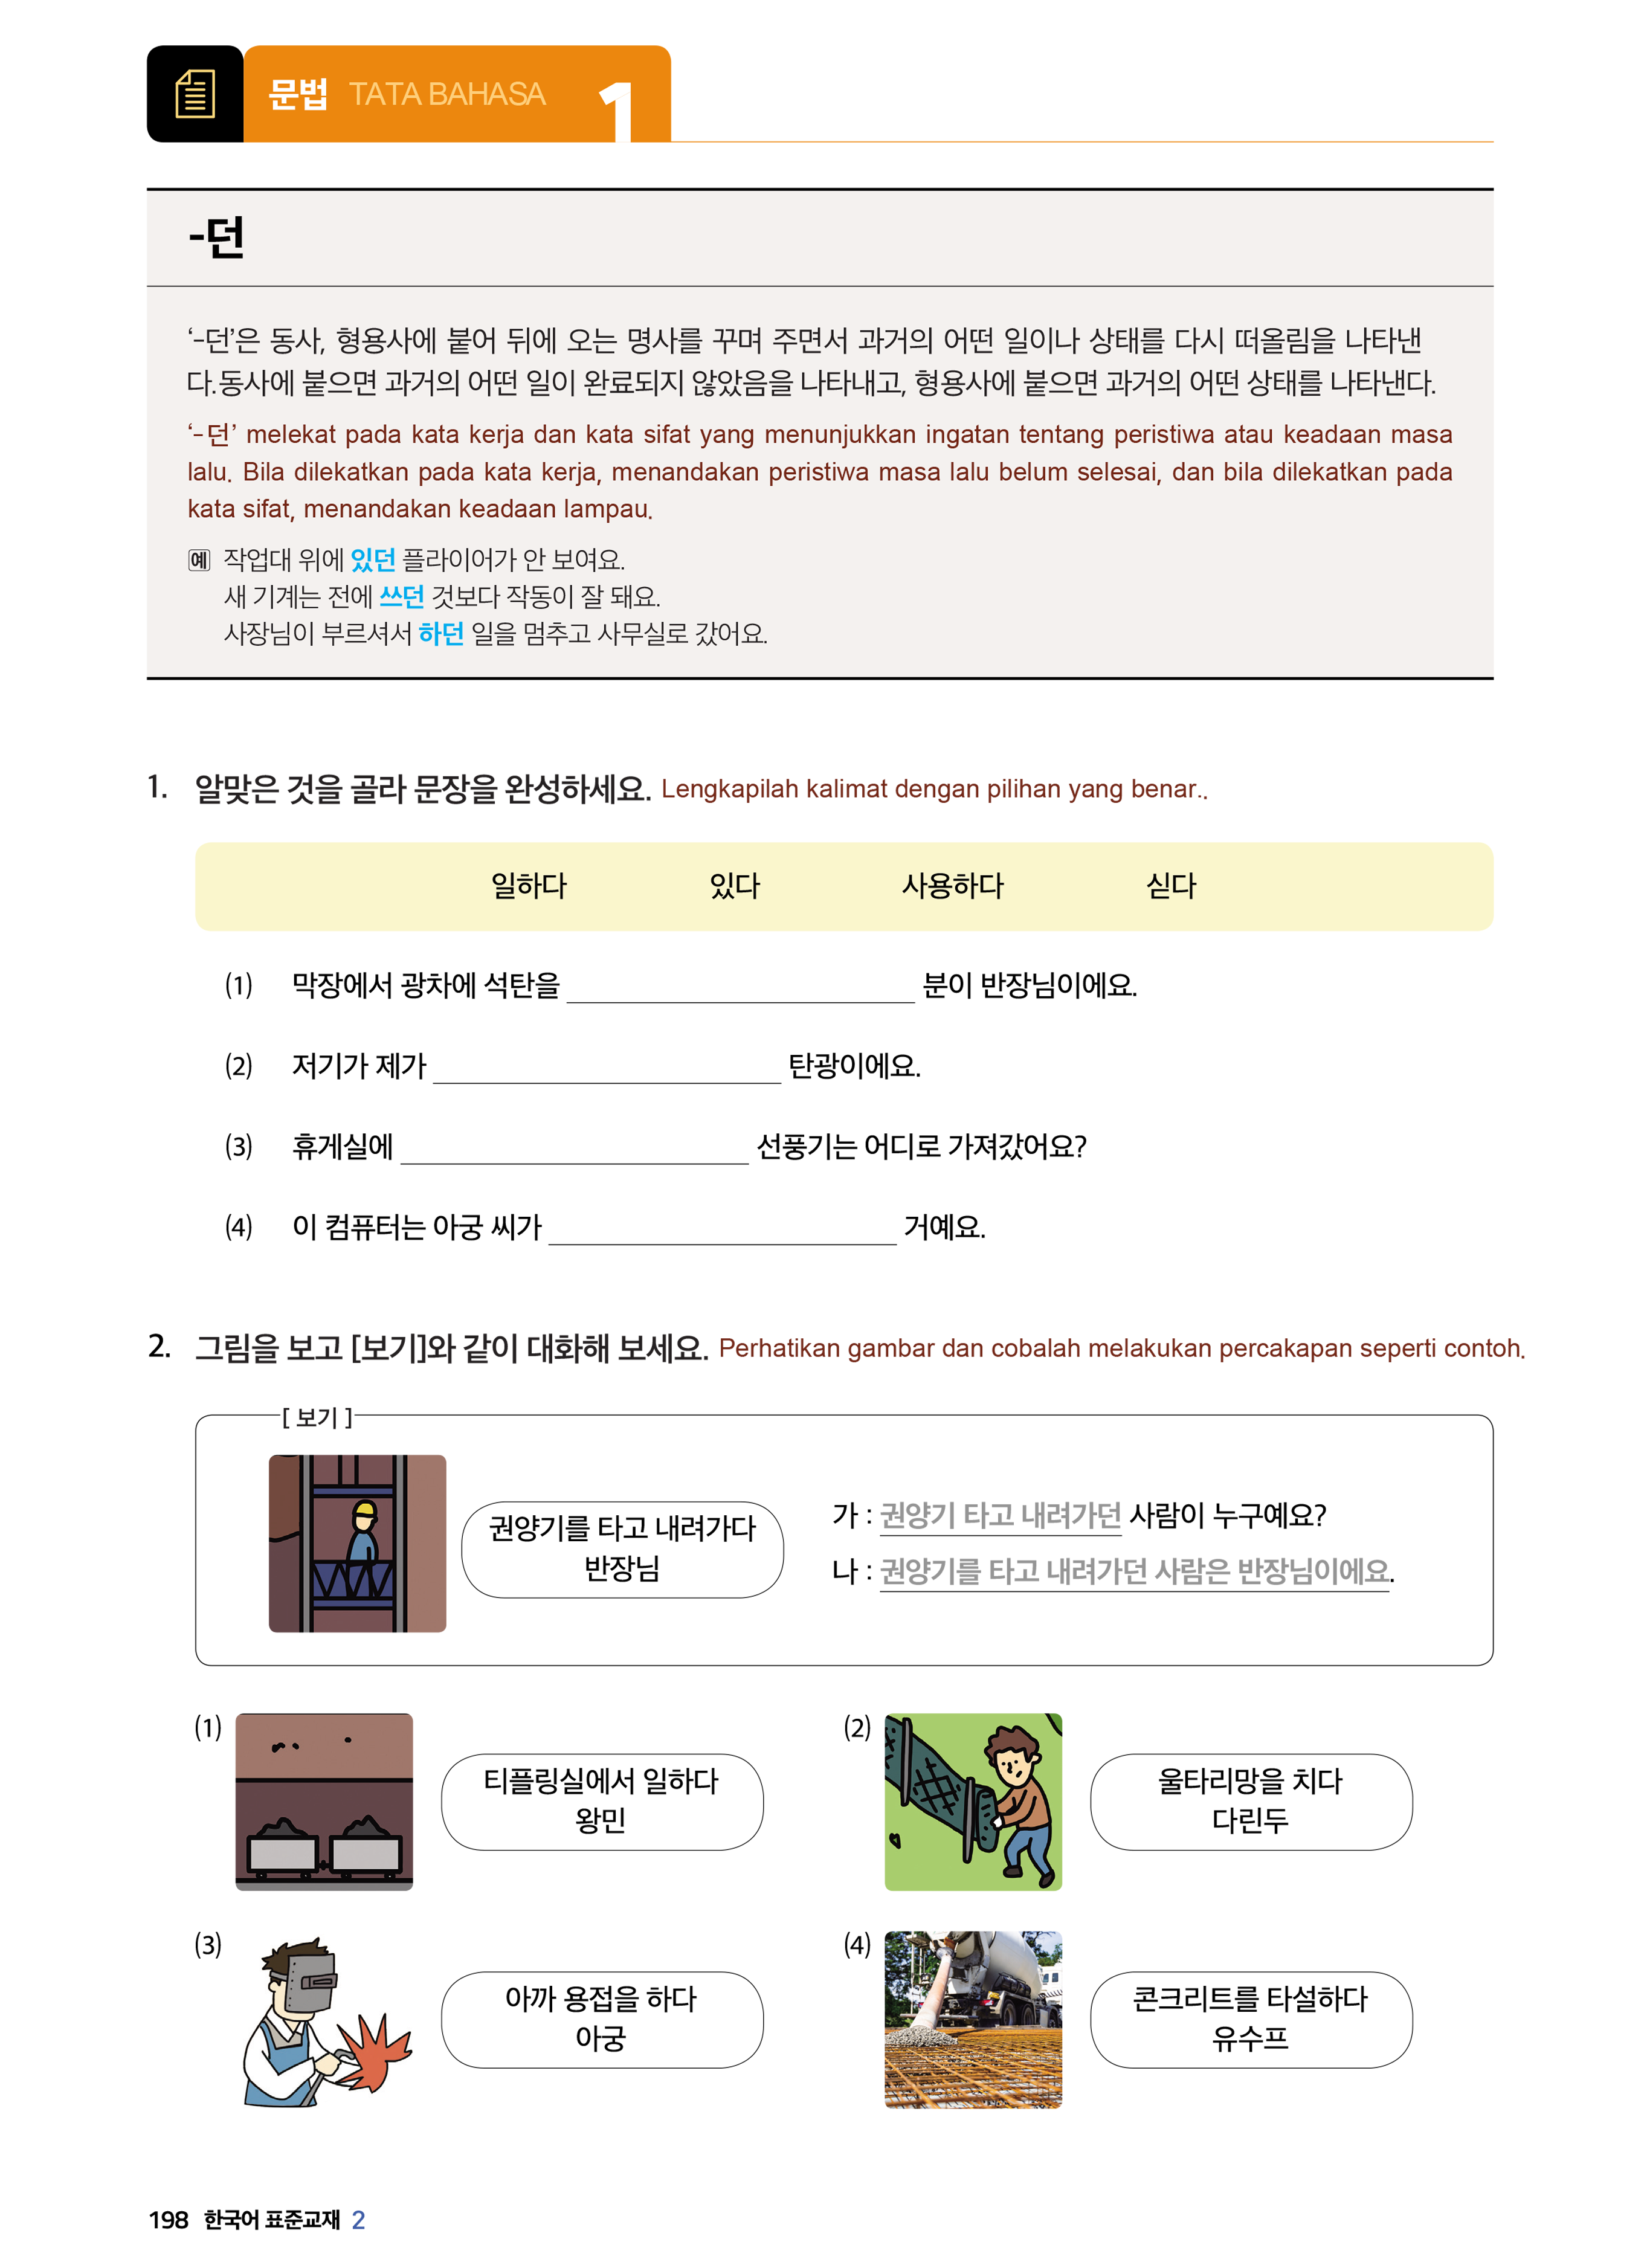 문법 TATA BAHASA 1
-던
‘-던’은 동사, 형용사에 붙어 뒤에 오는 명사를 꾸며 주면서 과거의 어떤 일이나 상태를 다시 떠올림을 나타낸
다.동사에 붙으면 과거의 어떤 일이 완료되지 않았음을 나타내고, 형용사에 붙으면 과거의 어떤 상태를 나타낸다.
‘-던’ melekat pada kata kerja dan kata sifat yang menunjukkan ingatan tentang peristiwa atau keadaan masa
lalu. Bila dilekatkan pada kata kerja, menandakan peristiwa masa lalu belum selesai, dan bila dilekatkan pada
kata sifat, menandakan keadaan lampau.
예 작업대 위에 있던 플라이어가 안 보여요.
새 기계는 전에 쓰던 것보다 작동이 잘 돼요.
사장님이 부르셔서 하던 일을 멈추고 사무실로 갔어요.
1. 알맞은 것을 골라 문장을 완성하세요. Lengkapilah kalimat dengan pilihan yang benar..
일하다 있다 사용하다 싣다
(1) 막장에서 광차에 석탄을 분이 반장님이에요.
(2) 저기가 제가 탄광이에요.
(3) 휴게실에 선풍기는 어디로 가져갔어요?
(4) 이 컴퓨터는 아궁 씨가 거예요.
2. 그림을 보고 [보기]와 같이 대화해 보세요. Perhatikan gambar dan cobalah melakukan percakapan seperti contoh.
[ 보기 ]
권양기를 타고 내려가다
반장님
가 : 권양기 타고 내려가던 사람이 누구예요?
나 : 권양기를 타고 내려가던 사람은 반장님이에요.
(1) 티플링실에서 일하다
왕민
(2) 울타리망을 치다
다린두
(3) 아까 용접을 하다
아궁
(4) 콘크리트를 타설하다
유수프
198 한국어 표준교재 2